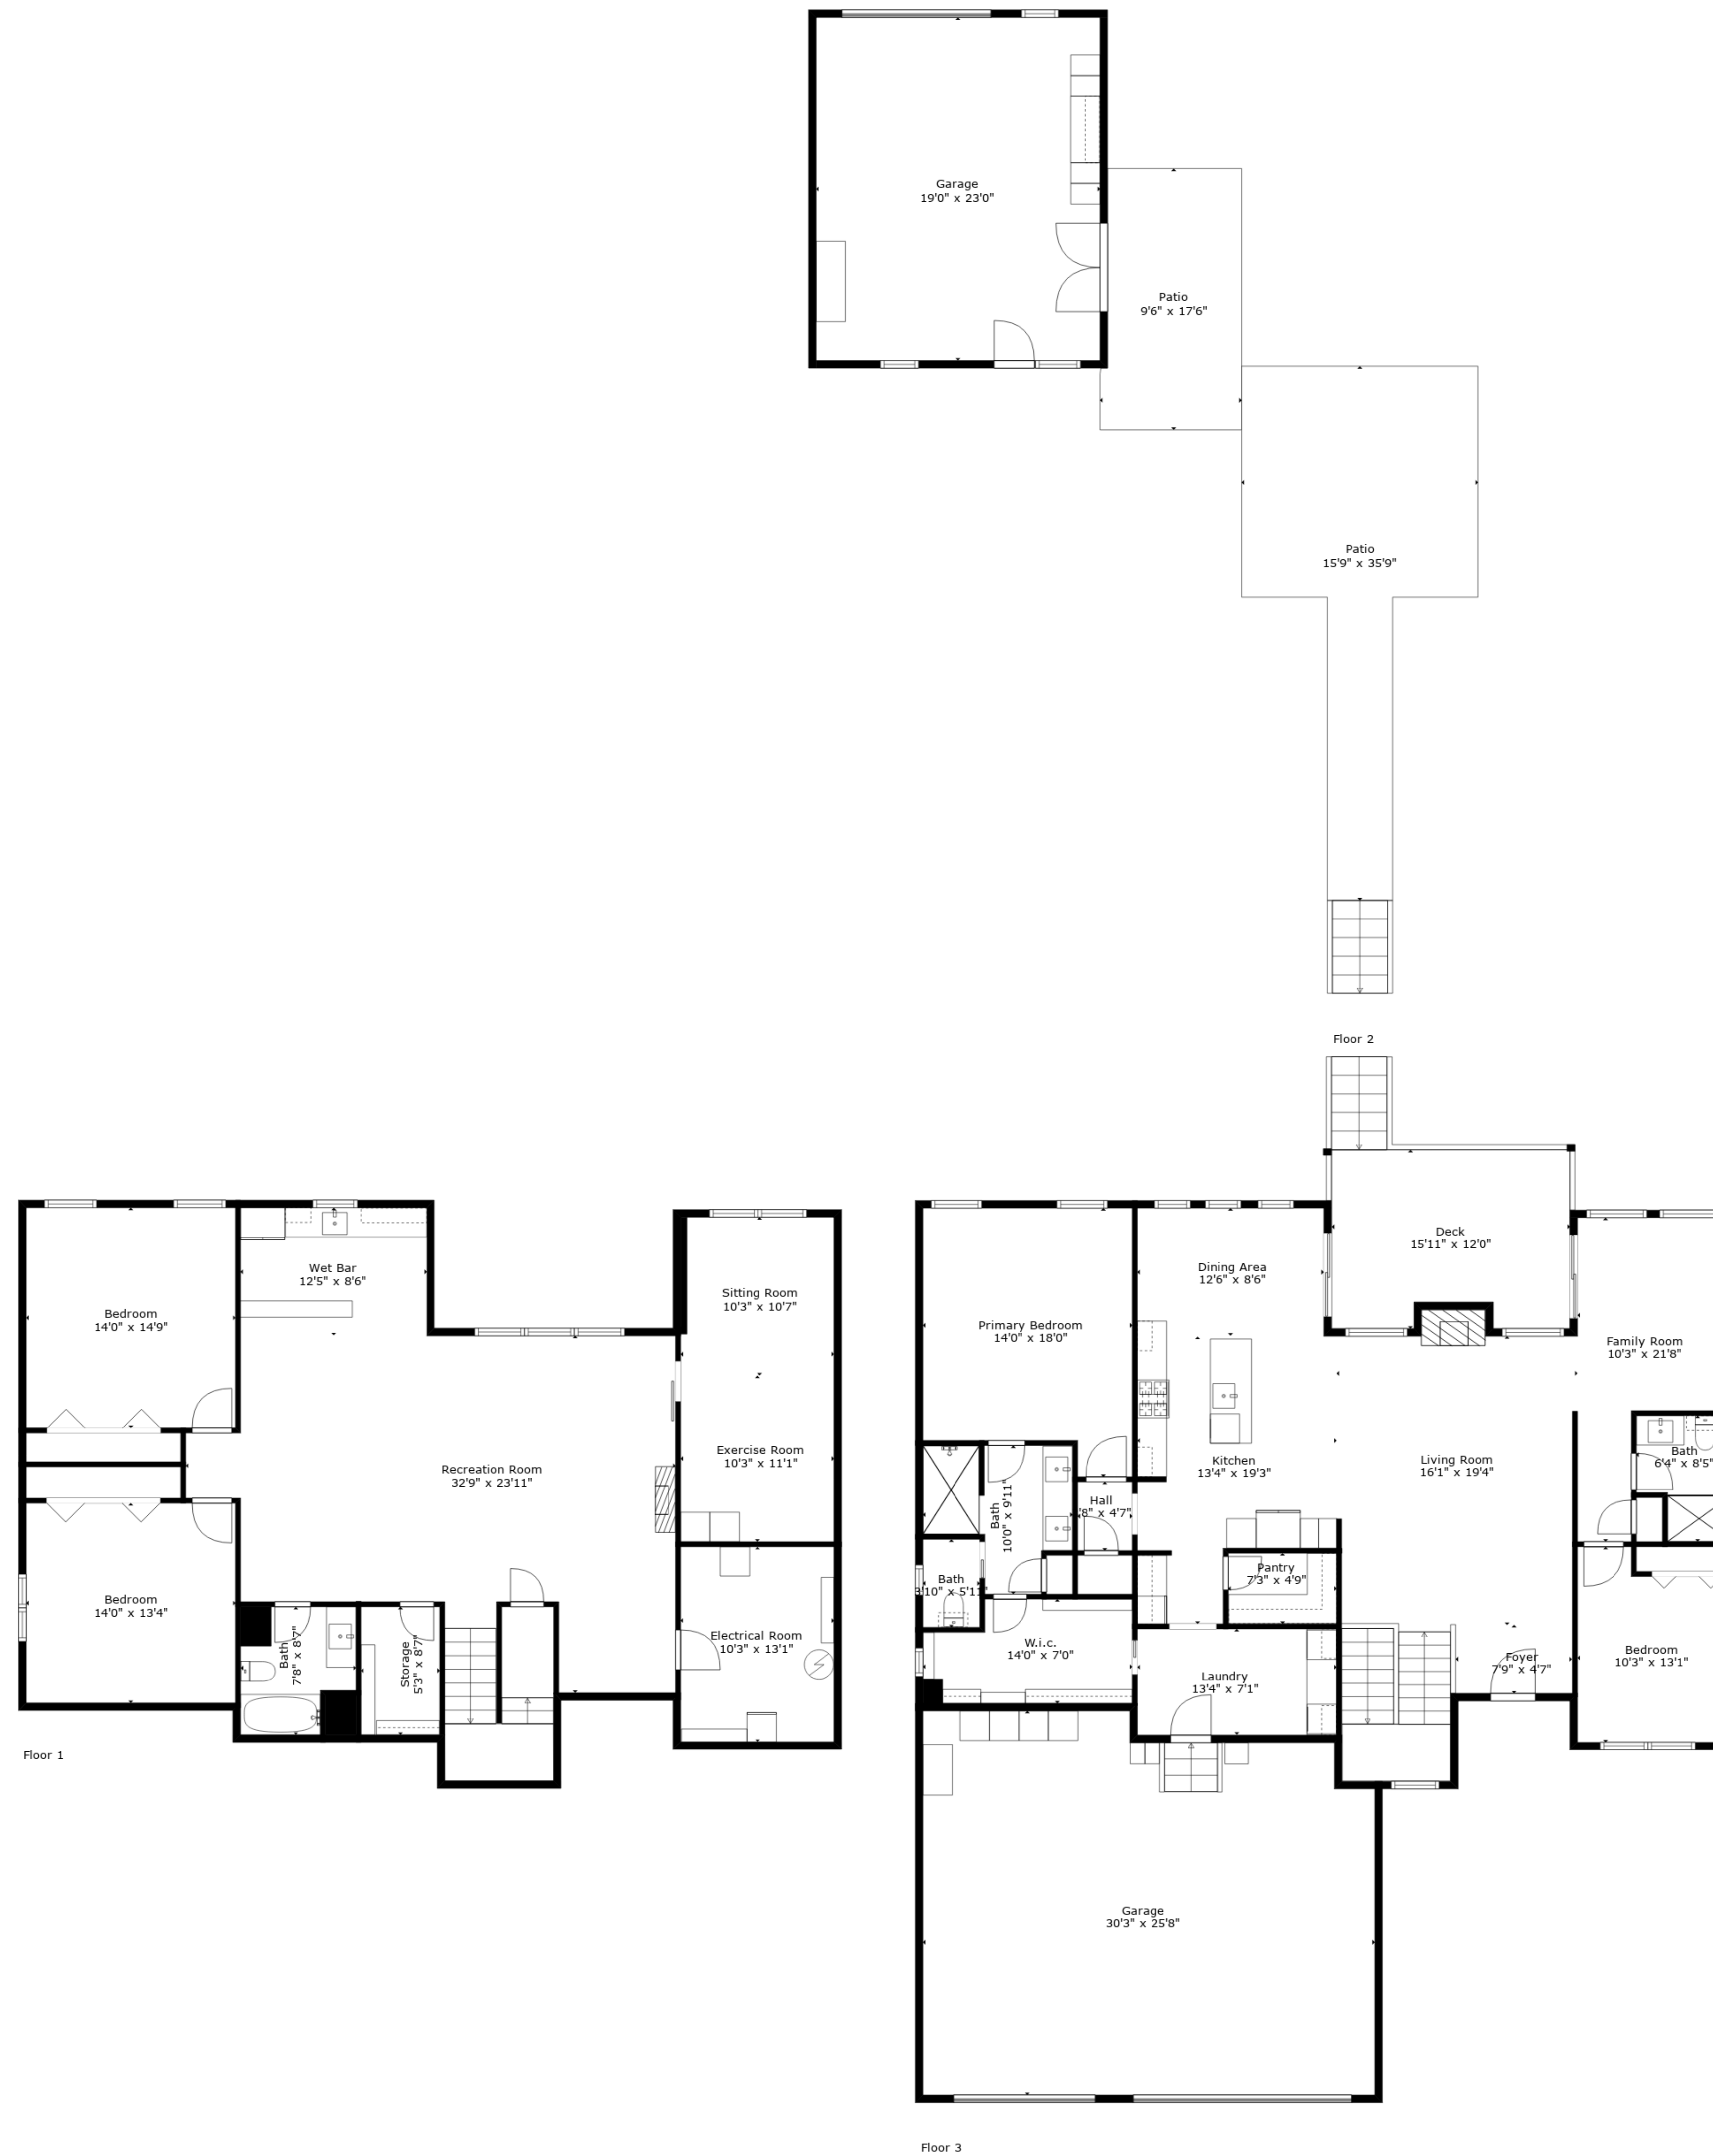 Garage
19'0" x 23'0"
Patio
9'6" x 17'6"
Patio
15'9" x 35'9"
Floor 2
Bedroom
14'0" x 14'9"
Wet Bar
12'5" x 8'6"
Sitting Room
10'3" x 10'7"
Exercise Room
10'3" x 11'1"
Recreation Room
32'9" x 23'11"
Bedroom
14'0" x 13'4"
Bath
7'8" x 8'7"
Storage
5'3" x 8'7"
Electrical Room
10'3" x 13'1"
Floor 1
Deck
15'11" x 12'0"
Dining Area
12'6" x 8'6"
Primary Bedroom
14'0" x 18'0"
Family Room
10'3" x 21'8"
Kitchen
13'4" x 19'3"
Living Room
16'1" x 19'4"
Bath
6'4" x 8'5"
Bath
10'0" x 9'11"
Hall
'8" x 4'7"
Bath
3'10" x 5'11"
Pantry
7'3" x 4'9"
W.i.c.
14'0" x 7'0"
Laundry
13'4" x 7'1"
Foyer
7'9" x 4'7"
Bedroom
10'3" x 13'1"
Garage
30'3" x 25'8"
Floor 3